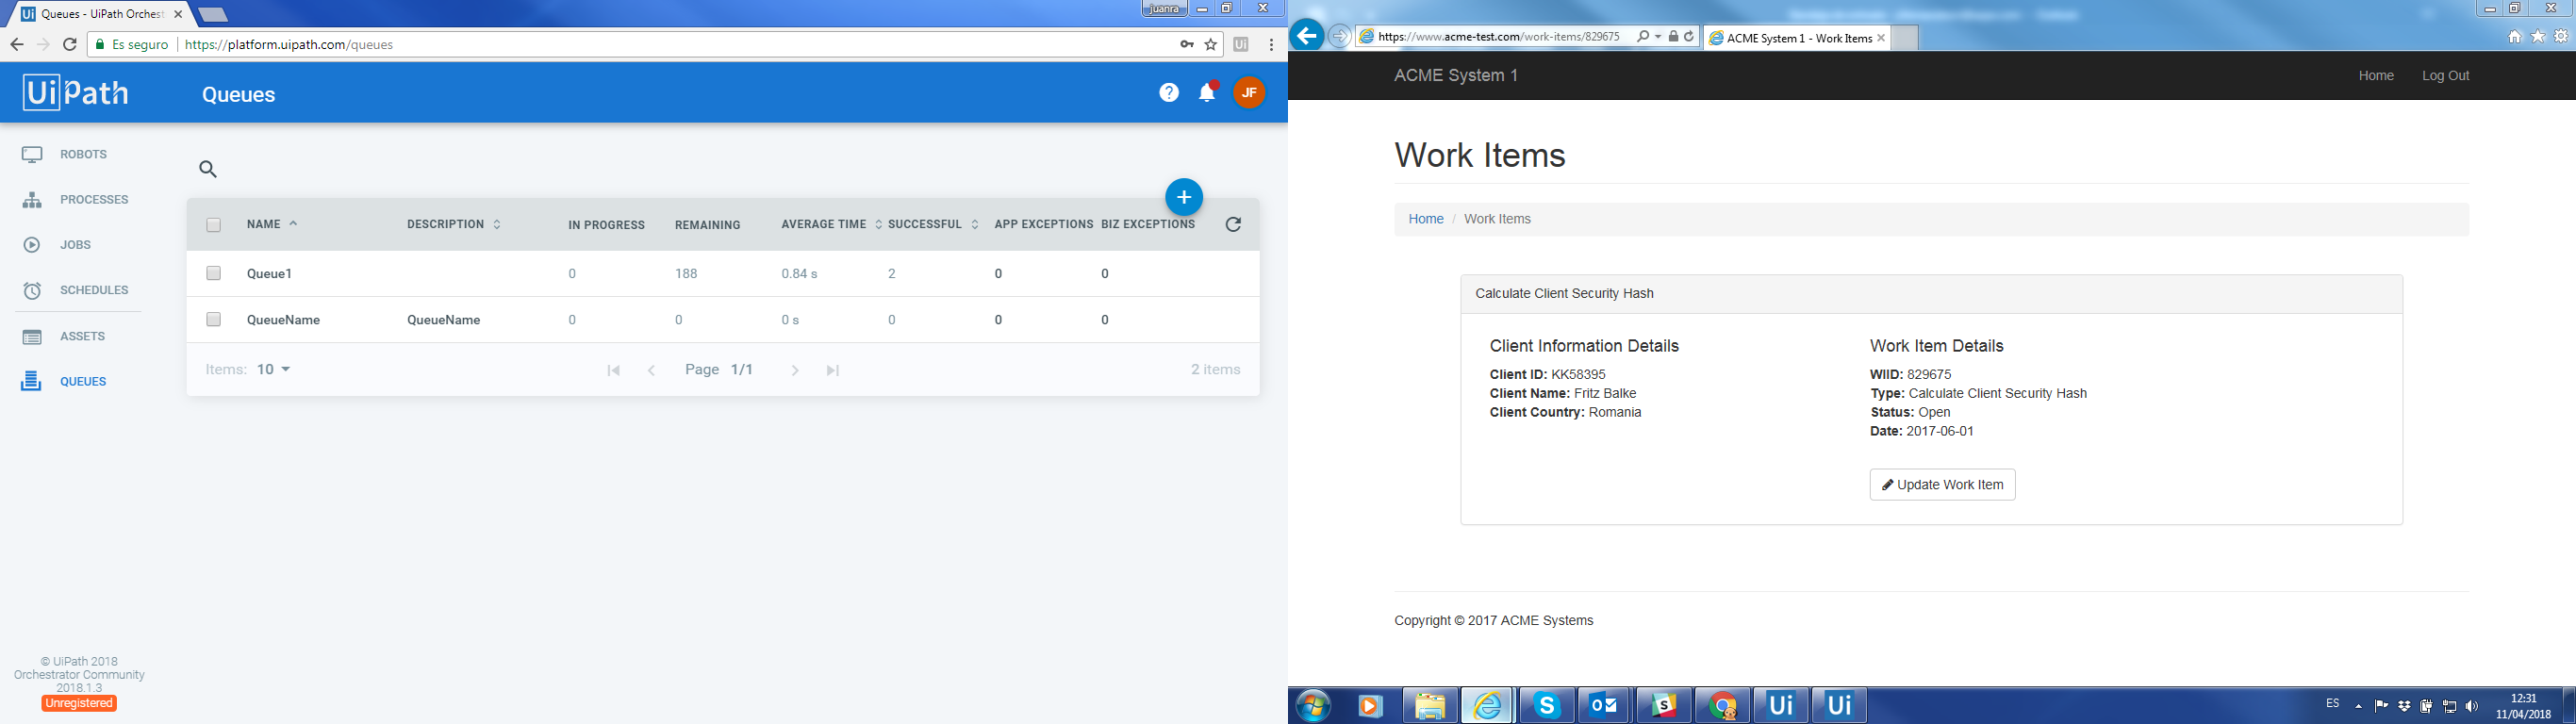 Queues - UiPath Orchest
juanra
Es seguro
https://platform.uipath.com/queues
UiPath
Queues
JF
ROBOTS
PROCESSES
JOBS
SCHEDULES
ASSETS
QUEUES
NAME DESCRIPTION IN PROGRESS REMAINING AVERAGE TIME SUCCESSFUL APP EXCEPTIONS BIZ EXCEPTIONS
Queue1 0 188 0.84 s 2 0 0
QueueName QueueName 0 0 0 s 0 0 0
Items: 10 Page 1/1 2 items
© UiPath 2018
Orchestrator Community
2018.1.3
Unregistered
https://www.acme-test.com/work-items/829675
ACME System 1 - Work Items
ACME System 1 Home Log Out
Work Items
Home / Work Items
Calculate Client Security Hash
Client Information Details
Client ID: KK58395
Client Name: Fritz Balke
Client Country: Romania
Work Item Details
WIID: 829675
Type: Calculate Client Security Hash
Status: Open
Date: 2017-06-01
Update Work Item
Copyright © 2017 ACME Systems
ES
12:31
11/04/2018